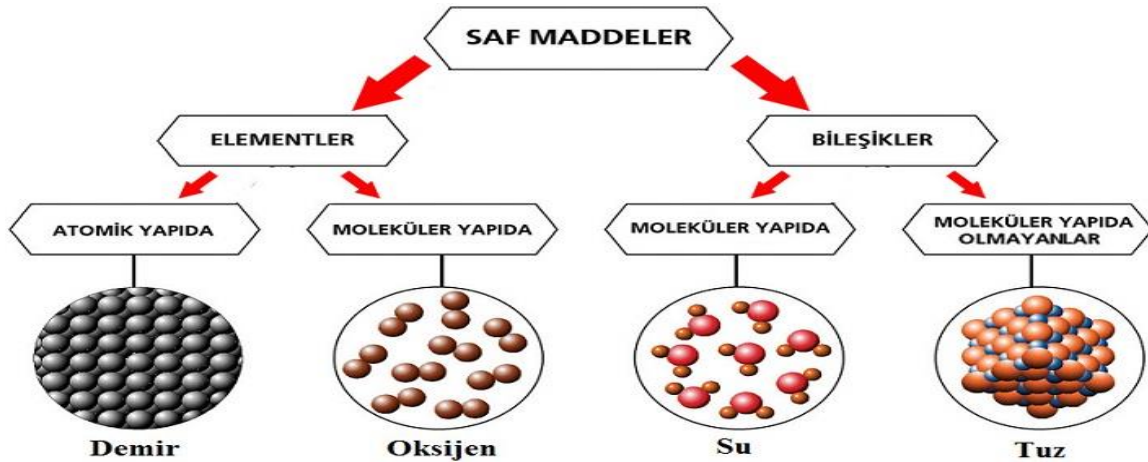 SAF MADDELER
ELEMENTLER
BİLEŞİKLER
ATOMİK YAPIDA
MOLEKÜLER YAPIDA
MOLEKÜLER YAPIDA
MOLEKÜLER YAPIDA
OLMAYANLAR
Demir
Oksijen
Su
Tuz